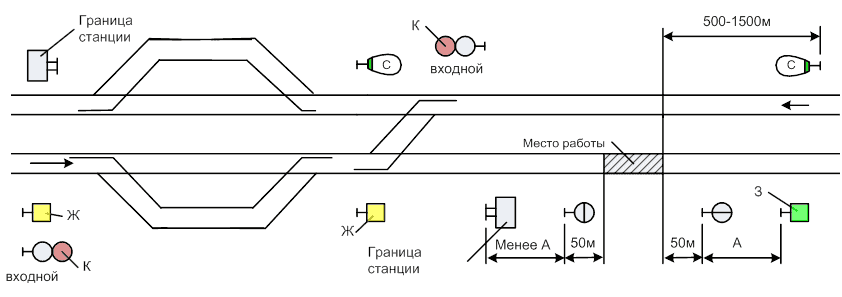 Граница
станции
К
500-1500м
С
С
входной
Место работы
Ж
Ж
З
К
входной
Граница
станции
Менее А
50м
50м
А